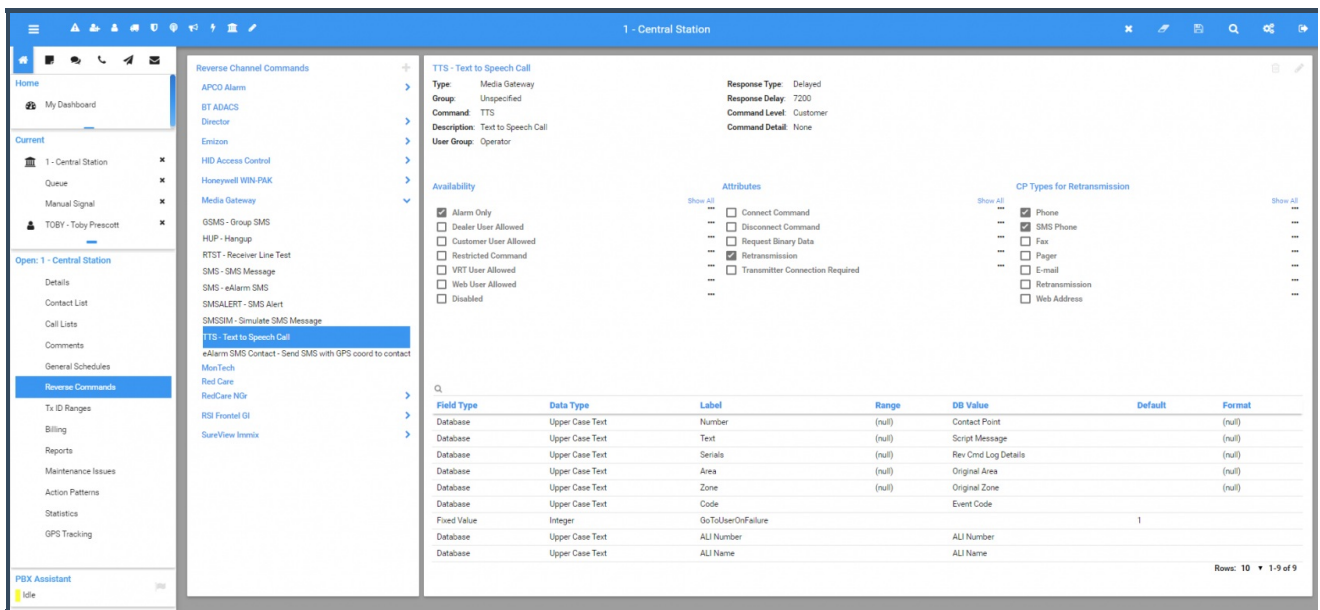 1 - Central Station
Home
My Dashboard
Current
1 - Central Station
Queue
Manual Signal
TOBY - Toby Prescott
Open: 1 - Central Station
Details
Contact List
Call Lists
Comments
General Schedules
Reverse Commands
Tx ID Ranges
Billing
Reports
Maintenance Issues
Action Patterns
Statistics
GPS Tracking
PBX Assistant
Idle
Reverse Channel Commands
APCO Alarm
BT ADACS
Director
Emizon
HID Access Control
Honeywell WIN-PAK
Media Gateway
GSMS - Group SMS
HUP - Hangup
RTST - Receiver Line Test
SMS - SMS Message
SMS - eAlarm SMS
SMSALERT - SMS Alert
SMSSIM - Simulate SMS Message
TTS - Text to Speech Call
eAlarm SMS Contact - Send SMS with GPS coord to contact
MonTech
Red Care
RedCare NGr
RSI Frontel GI
SureView Immix
TTS - Text to Speech Call
Type: Media Gateway
Group: Unspecified
Command: TTS
Description: Text to Speech Call
User Group: Operator
Response Type: Delayed
Response Delay: 7200
Command Level: Customer
Command Detail: None
Availability
Show All
Alarm Only
Dealer User Allowed
Customer User Allowed
Restricted Command
VRT User Allowed
Web User Allowed
Disabled
Attributes
Show All
Connect Command
Disconnect Command
Request Binary Data
Retransmission
Transmitter Connection Required
CP Types for Retransmission
Show All
Phone
SMS Phone
Fax
Pager
E-mail
Retransmission
Web Address
Field Type Data Type Label Range DB Value Default Format
Database Upper Case Text Number (null) Contact Point (null)
Database Upper Case Text Text (null) Script Message (null)
Database Upper Case Text Serials (null) Rev Cmd Log Details (null)
Database Upper Case Text Area (null) Original Area (null)
Database Upper Case Text Zone (null) Original Zone (null)
Database Upper Case Text Code Event Code
Fixed Value Integer GoToUserOnFailure 1
Database Upper Case Text ALI Number ALI Number
Database Upper Case Text ALI Name ALI Name
Rows: 10 ▼ 1-9 of 9